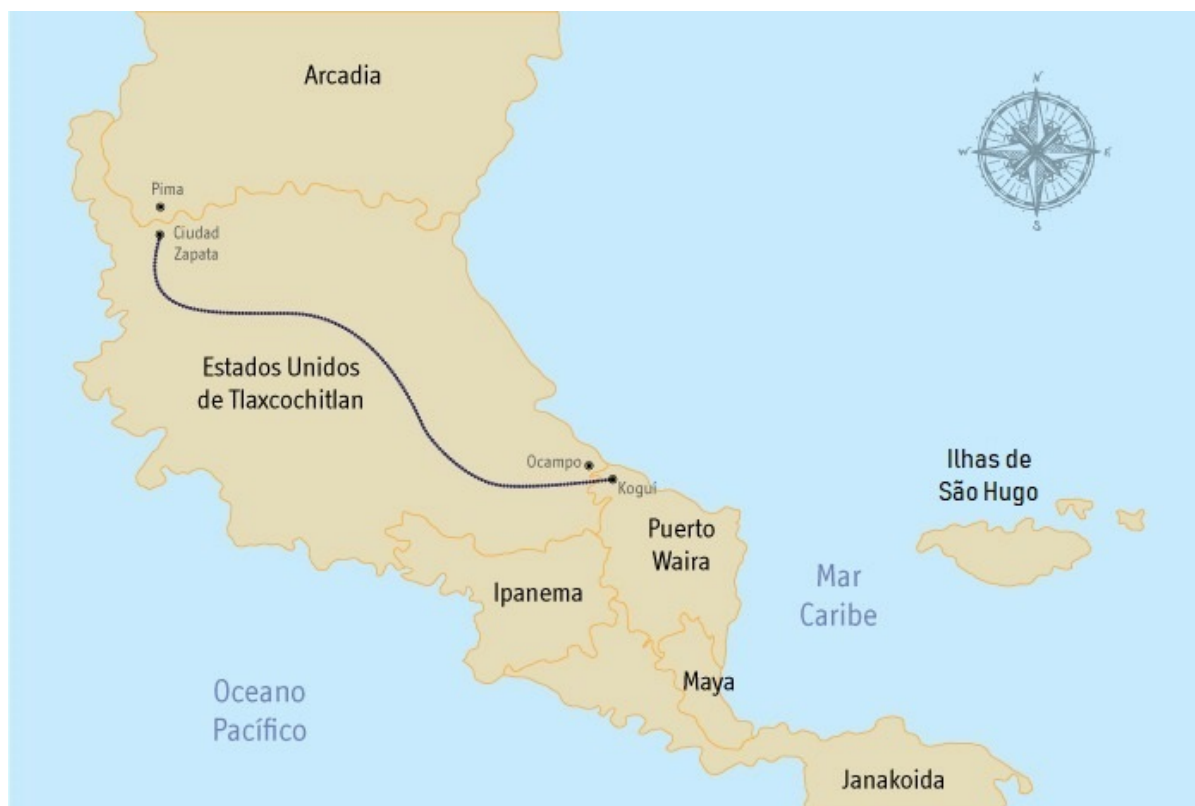 Arcadia
N
W
E
S
Pima
Ciudad
Zapata
Estados Unidos
de Tlaxcochitlan
Ocampo
Koguí
Ilhas de
São Hugo
Puerto
Waira
Ipanema
Mar
Caribe
Maya
Oceano
Pacífico
Janakoida